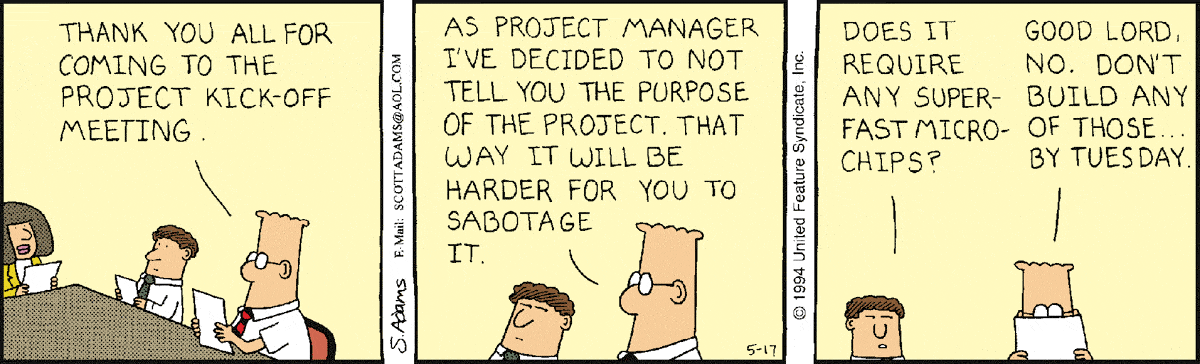 THANK YOU ALL FOR
COMING TO THE
PROJECT KICK-OFF
MEETING.
S. Adams E-Mail: SCOTTADAMS@AOL.COM
AS PROJECT MANAGER
I'VE DECIDED TO NOT
TELL YOU THE PURPOSE
OF THE PROJECT. THAT
WAY IT WILL BE
HARDER FOR YOU TO
SABOTAGE
IT.
5-17
© 1994 United Feature Syndicate, Inc.
DOES IT
REQUIRE
ANY SUPER-
FAST MICRO-
CHIPS?
GOOD LORD,
NO. DON'T
BUILD ANY
OF THOSE...
BY TUESDAY.